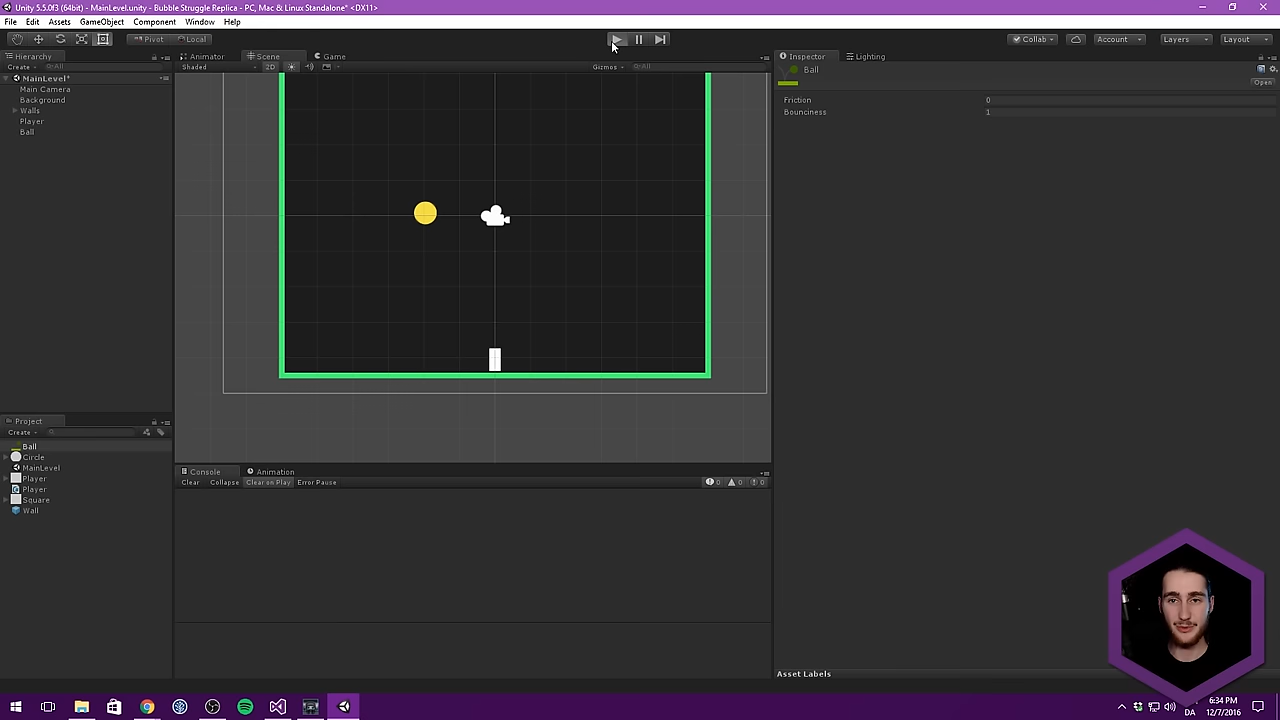 Unity 5.5.0f3 (64bit) - MainLevel.unity - Bubble Struggle Replica - PC, Mac & Linux Standalone* <DX11>
File Edit Assets GameObject Component Window Help
Pivot Local Collab Account Layers Layout
Hierarchy Animator Scene Game Inspector Lighting
Create All Shaded 2D Gizmos All Ball
MainLevel* Open
Main Camera
Background Friction 0
Walls Bounciness 1
Player
Ball
Project
Create
Ball
Circle
MainLevel
Player
Player
Square
Wall
Console Animation
Clear Collapse Clear on Play Error Pause 0 0 0
Asset Labels
6:34 PM
DA 12/7/2016